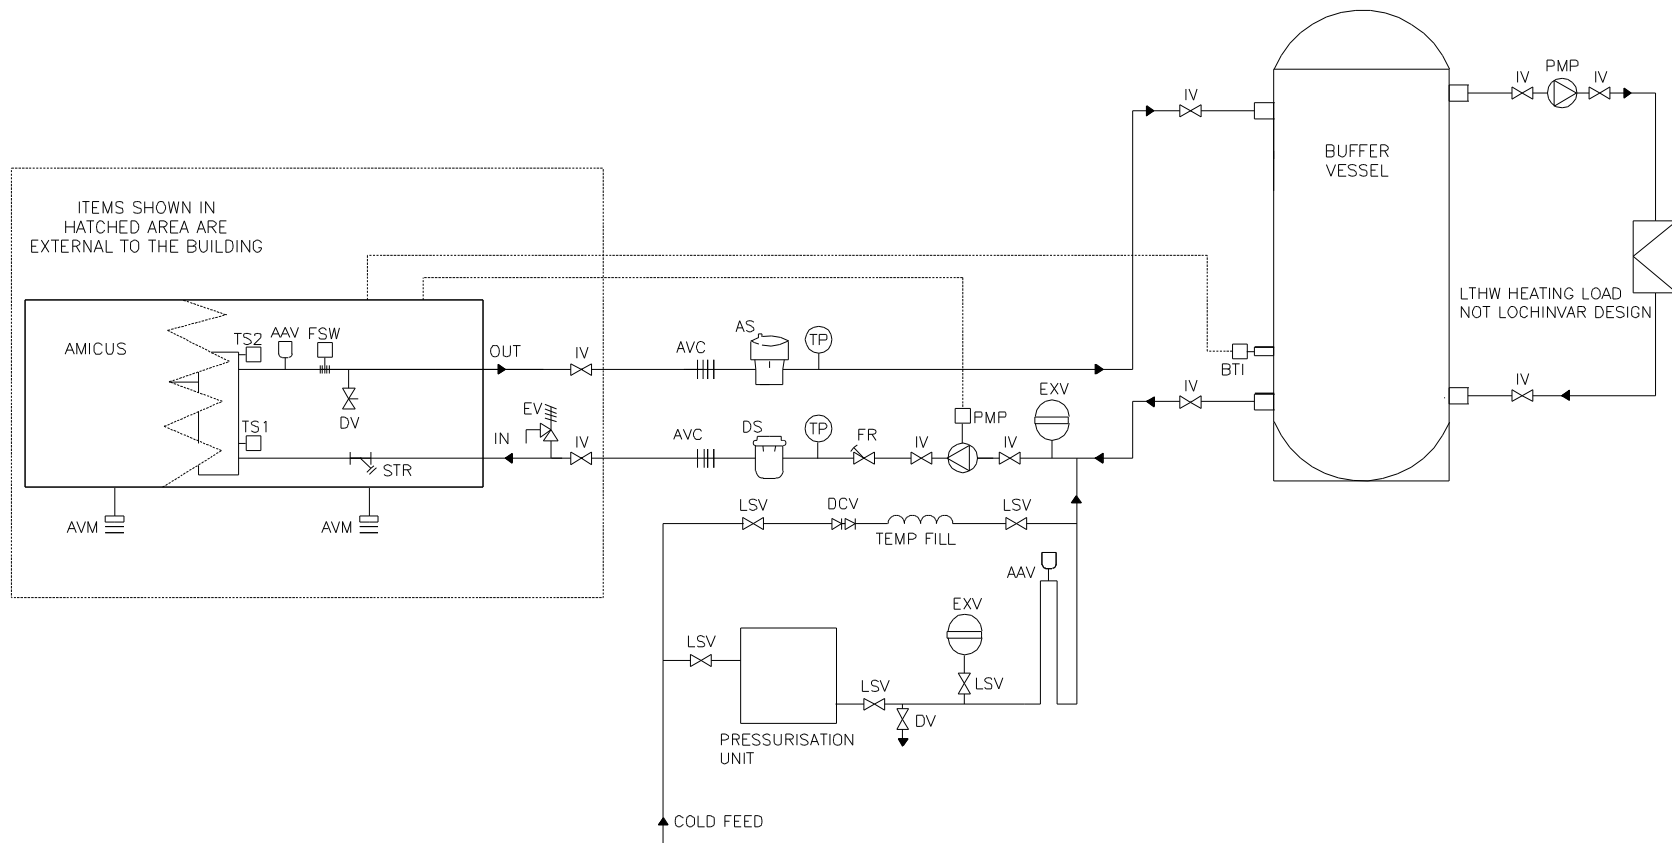 IV
PMP
IV
IV
BUFFER
VESSEL
ITEMS SHOWN IN
HATCHED AREA ARE
EXTERNAL TO THE BUILDING
LTHW HEATING LOAD
NOT LOCHINVAR DESIGN
AMICUS
TS2
AAV
FSW
OUT
IV
AVC
AS
TP
BTI
DV
EV
IV
IV
EXV
TS1
IN
IV
AVC
DS
TP
FR
IV
PMP
IV
STR
AVM
AVM
LSV
DCV
LSV
TEMP FILL
AAV
EXV
LSV
LSV
LSV
DV
PRESSURISATION
UNIT
COLD FEED